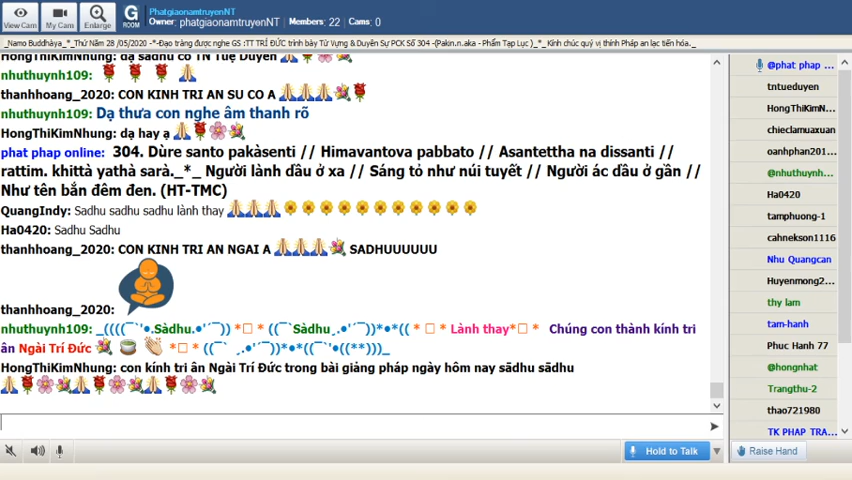 View Cam
My Cam
Enlarge
G ROOM
PhatgiaonamtruyenNT
Owner: phatgiaonamtruyenNT | Members: 22 | Cams: 0
_Namo Buddhàya_*_Thứ Năm 28 /05/2020 -*-Đạo tràng được nghe GS :TT TRÍ ĐỨC trình bày Từ Vựng & Duyên Sự PCK Số 304 -(Pakin.n.aka - Phẩm Tạp Lục )_*_ Kính chúc quý vị thính Pháp an lạc tiến hóa._
HongThiKimNhung: dạ sadhu cô TN Tuệ Duyên
nhuthuynh109:
thanhhoang_2020: CON KINH TRI AN SU CO A
nhuthuynh109: Dạ thưa con nghe âm thanh rõ
HongThiKimNhung: dạ hay ạ
phat phap online: 304. Dùre santo pakàsenti // Himavantova pabbato // Asantettha na dissanti //
rattim. khittà yathà sarà._*_ Người lành dầu ở xa // Sáng tỏ như núi tuyết // Người ác dầu ở gần //
Như tên bắn đêm đen. (HT-TMC)
QuangIndy: Sadhu sadhu sadhu lành thay
Ha0420: Sadhu Sadhu
thanhhoang_2020: CON KINH TRI AN NGAI A SADHUUUUUU
thanhhoang_2020:
nhuthuynh109: _((((¯`'•.Sàdhu.•'´¯)) *□ * ((¯`Sàdhu¸.•'´¯))*•*(( * □ * Lành thay*□ * Chúng con thành kính tri
ân Ngài Trí Đức *□ * ((¯` ¸.•'´¯))*•*((¯`'•((**)))_
HongThiKimNhung: con kính tri ân Ngài Trí Đức trong bài giảng pháp ngày hôm nay sādhu sādhu
@phat phap ...
tntueduyen
HongThiKimN...
chieclamuaxuan
oanhphan201...
@nhuthuynh...
Ha0420
tamphuong-1
cahnekson1116
Nhu Quangcan
Huyenmong2...
thy lam
tam-hanh
Phuc Hanh 77
@hongnhat
Trangthu-2
thao721980
TK PHAP TRA...
Hold to Talk
Raise Hand